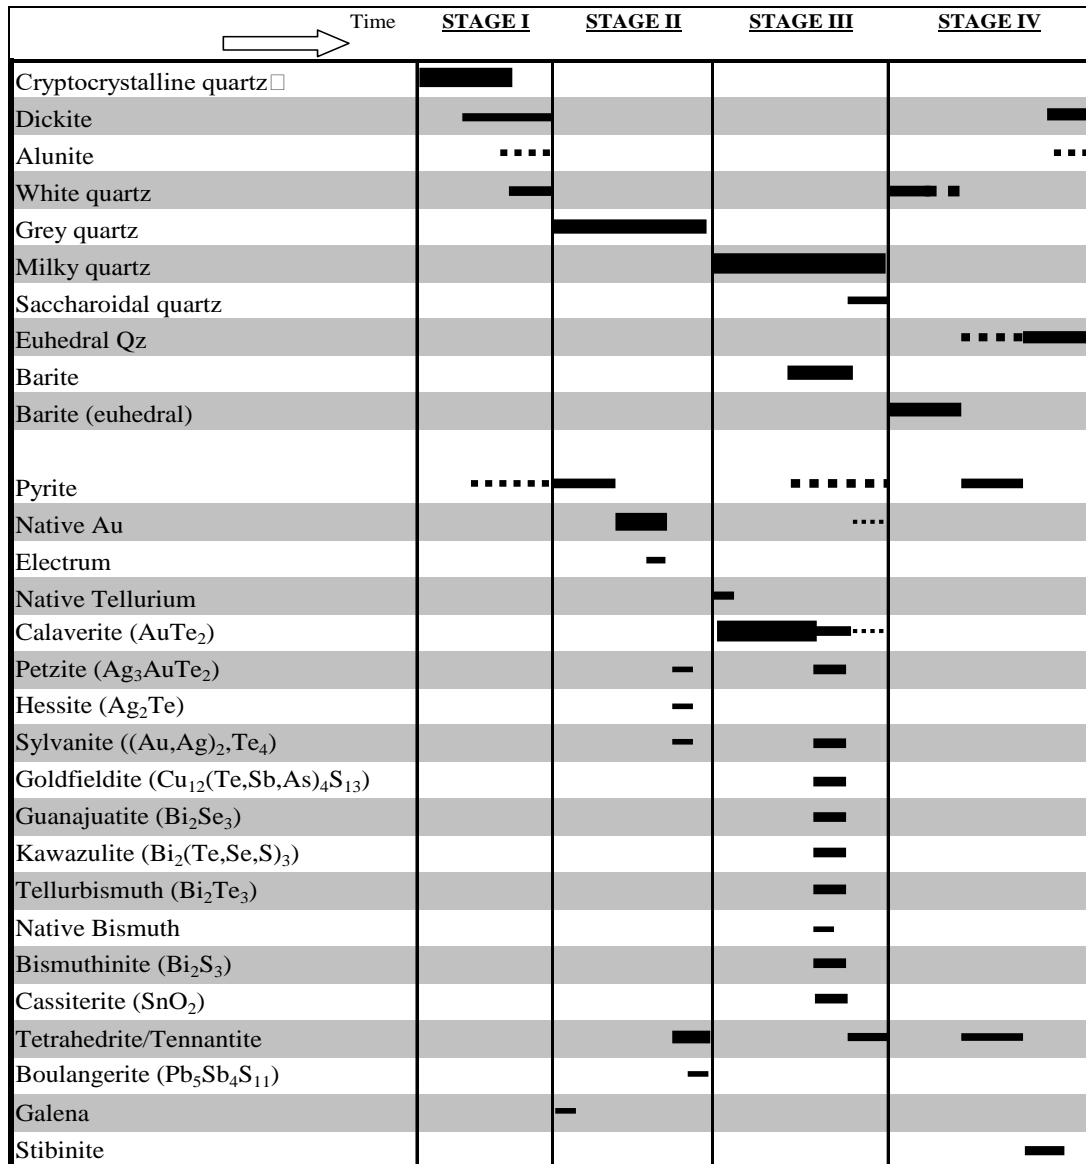 Time STAGE I STAGE II STAGE III STAGE IV
Cryptocrystalline quartz□
Dickite
Alunite
White quartz
Grey quartz
Milky quartz
Saccharoidal quartz
Euhedral Qz
Barite
Barite (euhedral)
Pyrite
Native Au
Electrum
Native Tellurium
Calaverite (AuTe₂)
Petzite (Ag₃AuTe₂)
Hessite (Ag₂Te)
Sylvanite ((Au,Ag)₂,Te₄)
Goldfieldite (Cu₁₂(Te,Sb,As)₄S₁₃)
Guanajuatite (Bi₂Se₃)
Kawazulite (Bi₂(Te,Se,S)₃)
Tellurbismuth (Bi₂Te₃)
Native Bismuth
Bismuthinite (Bi₂S₃)
Cassiterite (SnO₂)
Tetrahedrite/Tennantite
Boulangerite (Pb₅Sb₄S₁₁)
Galena
Stibinite